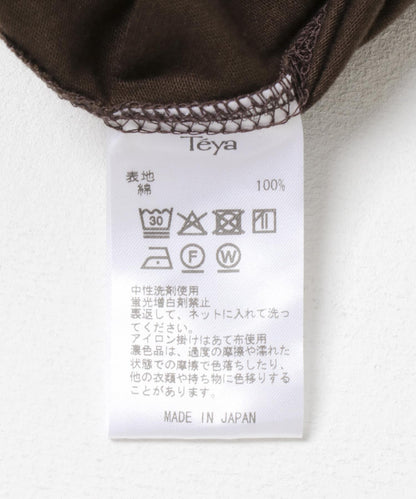 Téya
表地
綿 100%
30
F W
中性洗剤使用
蛍光増白剤禁止
裏返して、ネットに入れて洗っ
てください。
アイロン掛けはあて布使用
濃色品は、過度の摩擦や濡れた
状態での摩擦で色落ちしたり、
他の衣類や持ち物に色移りする
ことがあります。
MADE IN JAPAN